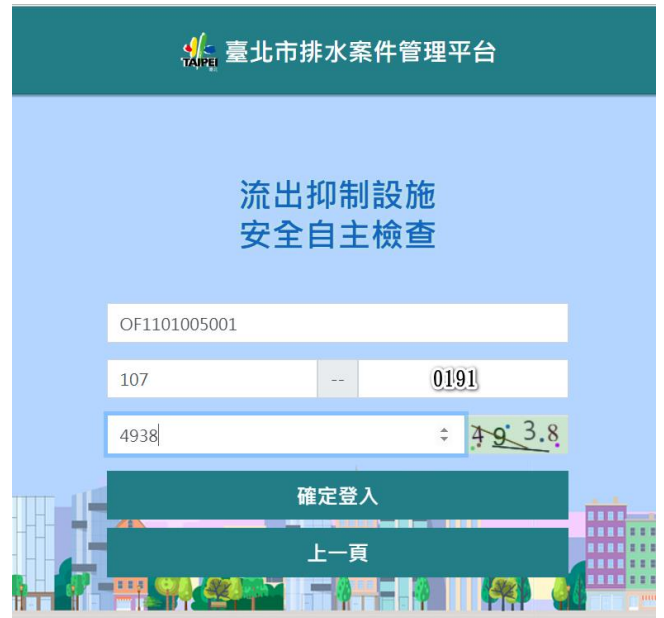 TAIPEI 臺北市排水案件管理平台
流出抑制設施
安全自主檢查
OF1101005001
107 -- 0191
4938 4 9 3.8
確定登入
上一頁